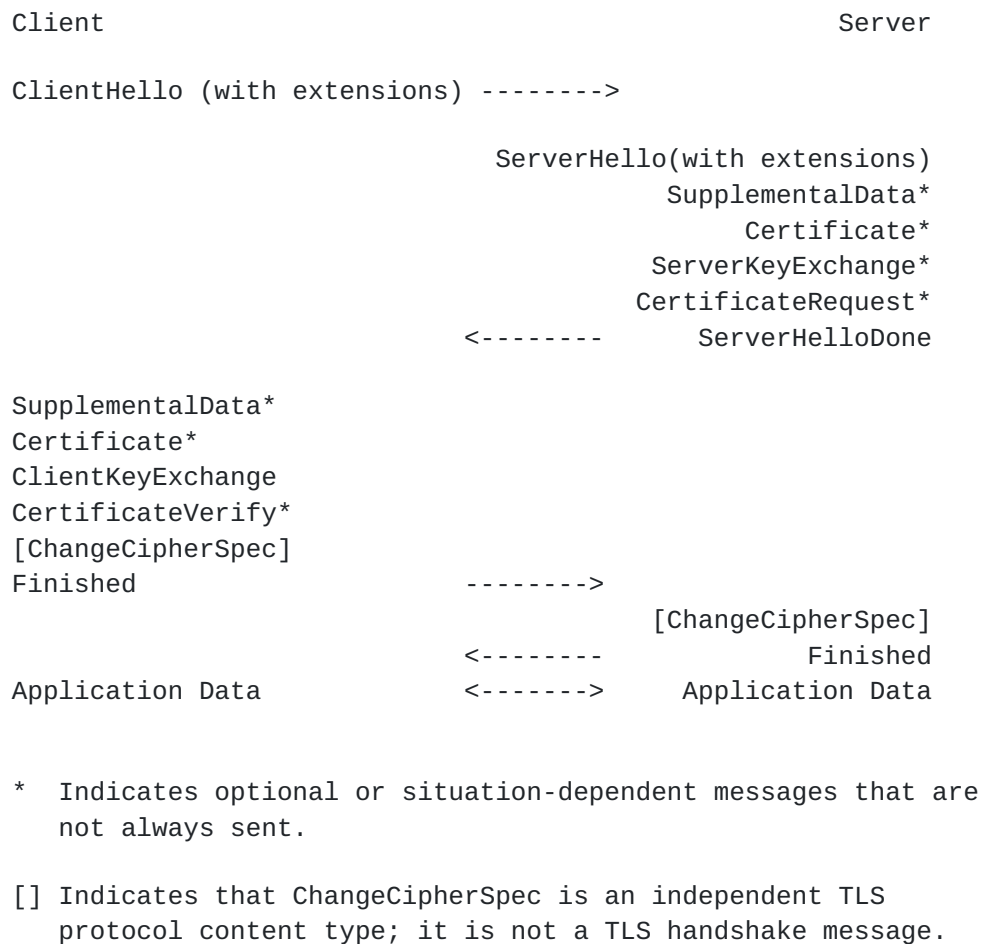 Client                                               Server

ClientHello (with extensions) -------->

                               ServerHello(with extensions)
                                          SupplementalData*
                                               Certificate*
                                         ServerKeyExchange*
                                        CertificateRequest*
                             <--------      ServerHelloDone

SupplementalData*
Certificate*
ClientKeyExchange
CertificateVerify*
[ChangeCipherSpec]
Finished                     -------->
                                         [ChangeCipherSpec]
                             <--------             Finished
Application Data             <------->     Application Data

*  Indicates optional or situation-dependent messages that are
   not always sent.

[] Indicates that ChangeCipherSpec is an independent TLS
   protocol content type; it is not a TLS handshake message.